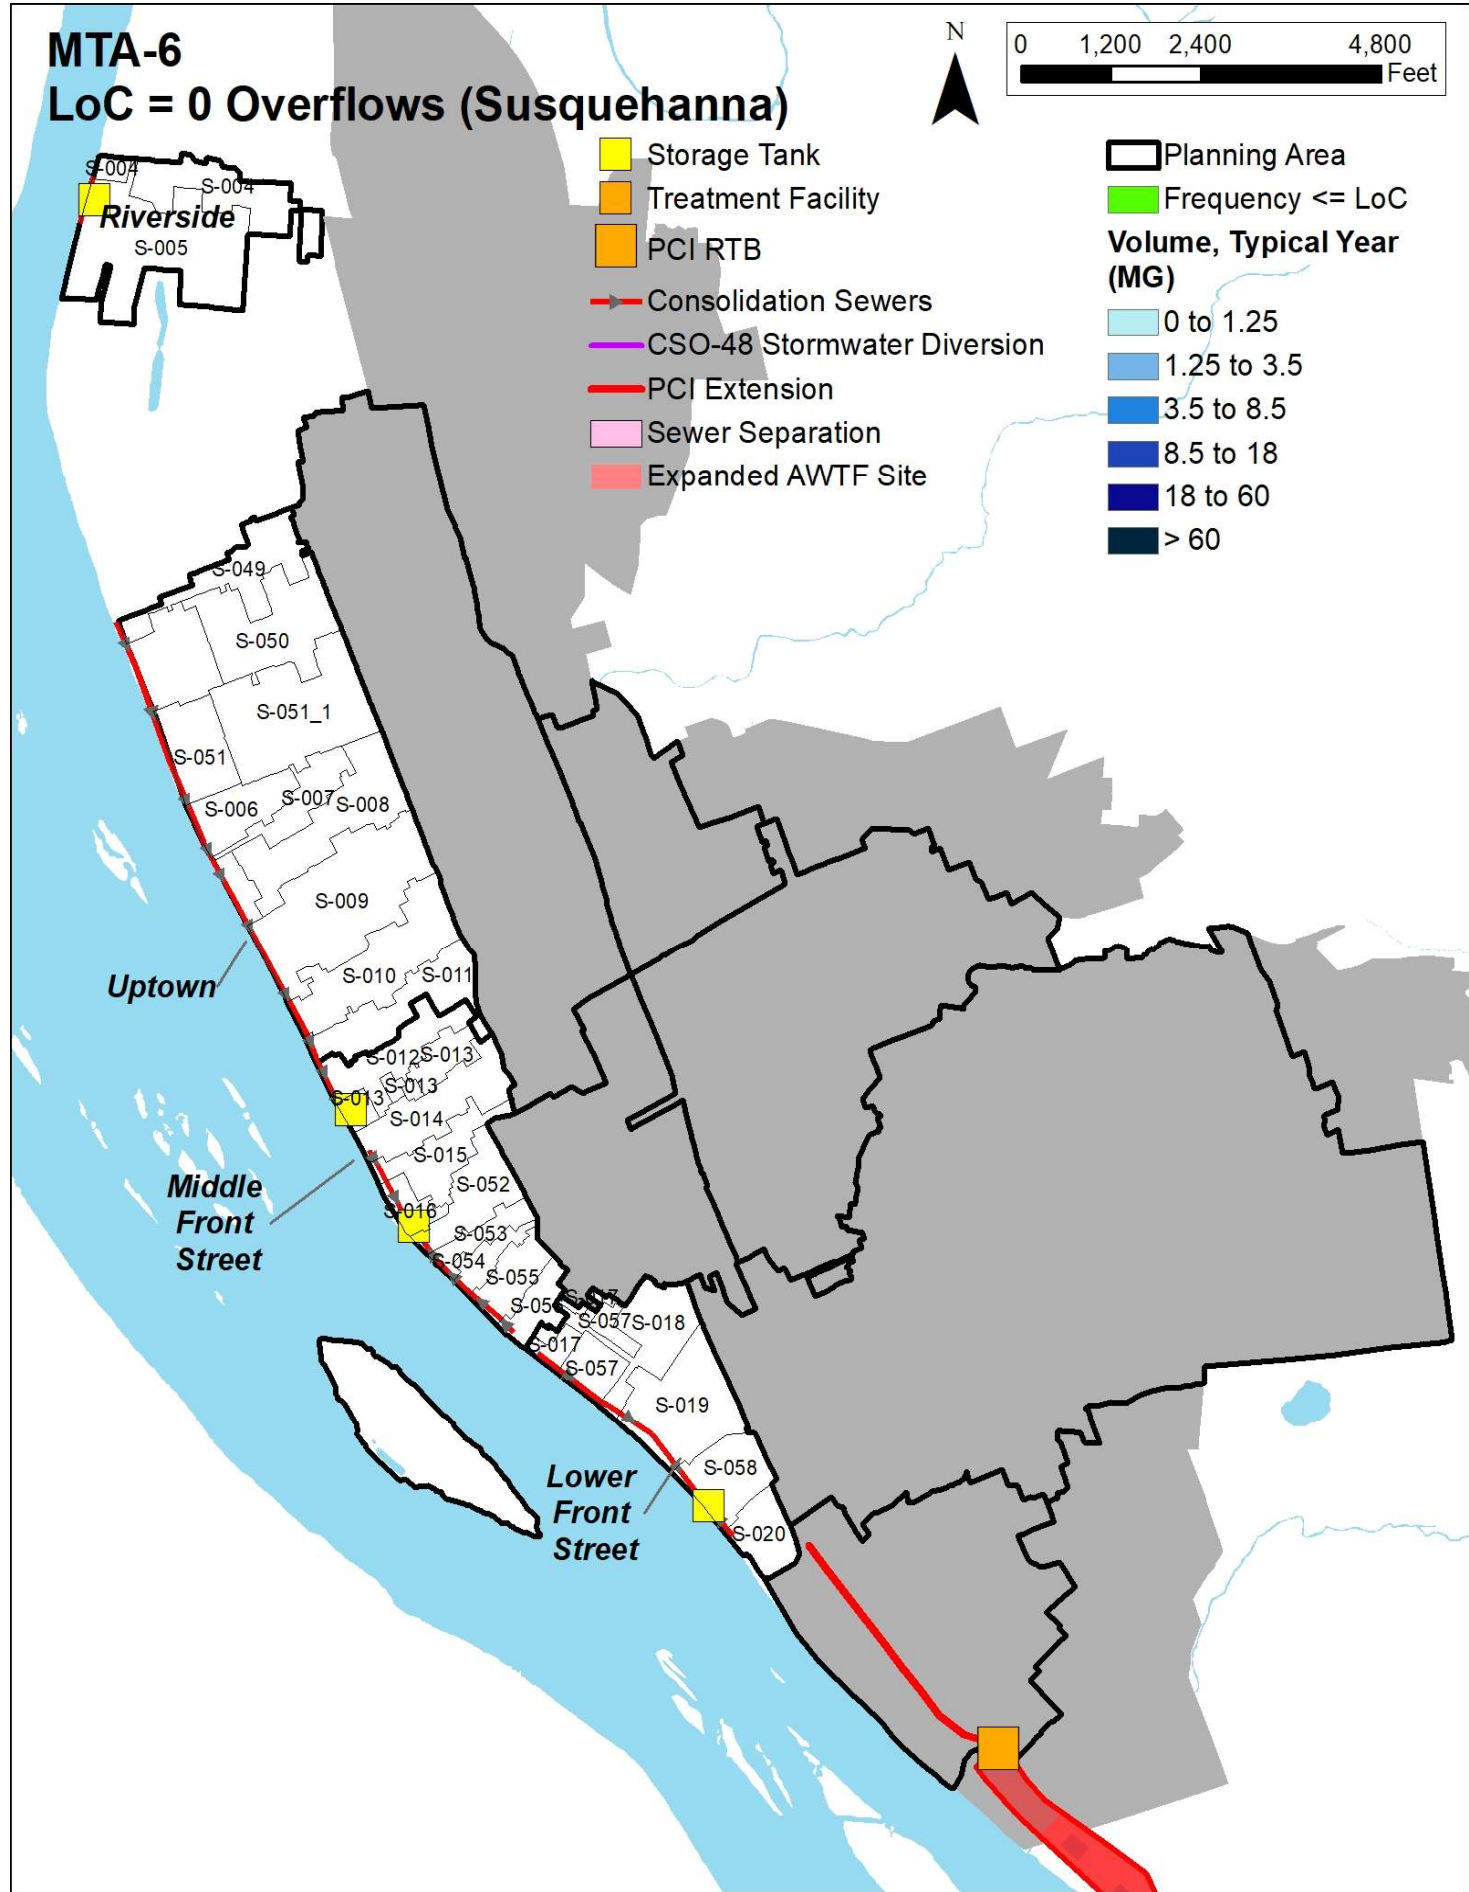 MTA-6
LoC = 0 Overflows (Susquehanna)
N
0 1,200 2,400 4,800
Feet
Storage Tank
Treatment Facility
PCI RTB
Consolidation Sewers
CSO-48 Stormwater Diversion
PCI Extension
Sewer Separation
Expanded AWTF Site
Planning Area
Frequency <= LoC
Volume, Typical Year
(MG)
0 to 1.25
1.25 to 3.5
3.5 to 8.5
8.5 to 18
18 to 60
> 60
S-004
S-004
Riverside
S-005
S-049
S-050
S-051_1
S-051
S-006
S-007
S-008
S-009
S-010
S-011
Uptown
S-012
S-013
S-013
S-013
S-014
S-015
Middle
Front
Street
S-052
S-016
S-053
S-054
S-055
S-056
S-017
S-057
S-018
S-017
S-057
S-019
Lower
Front
Street
S-058
S-020